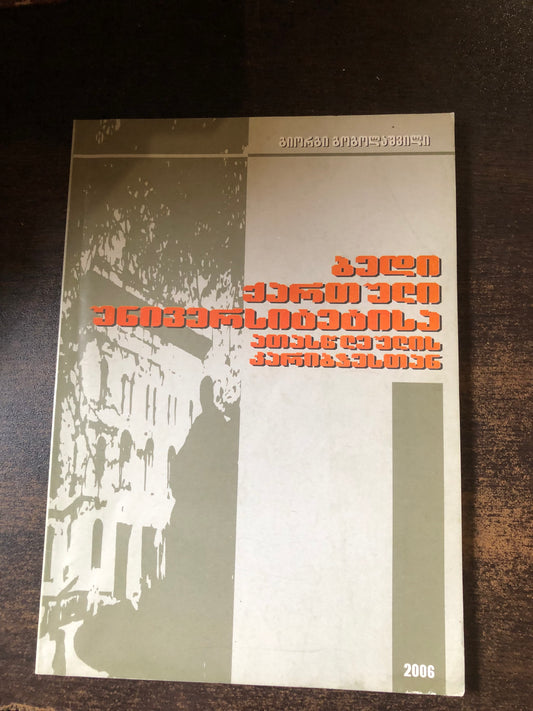 გიორგი გოგოლაშვილი
ბედი
ქართული
უნივერსიტეტისა
ათასწლეულის
კარიბჭესთან
2006